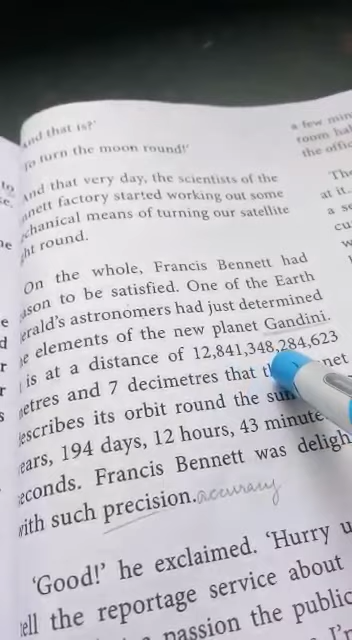 And that is?'
To turn the moon round!'
And that very day, the scientists of the
nnett factory started working out some
chanical means of turning our satellite
ht round.
On the whole, Francis Bennett had
ason to be satisfied. One of the Earth
erald's astronomers had just determined
e elements of the new planet Gandini.
is at a distance of 12,841,348,284,623
etres and 7 decimetres that th net
escribes its orbit round the sun
ears, 194 days, 12 hours, 43 minute
econds. Francis Bennett was deligh
with such precision. accuracy
'Good!' he exclaimed. 'Hurry u
ell the reportage service about
passion the public
I'm
a few min
room ha
the offic
The
at it.
a se
cu
w